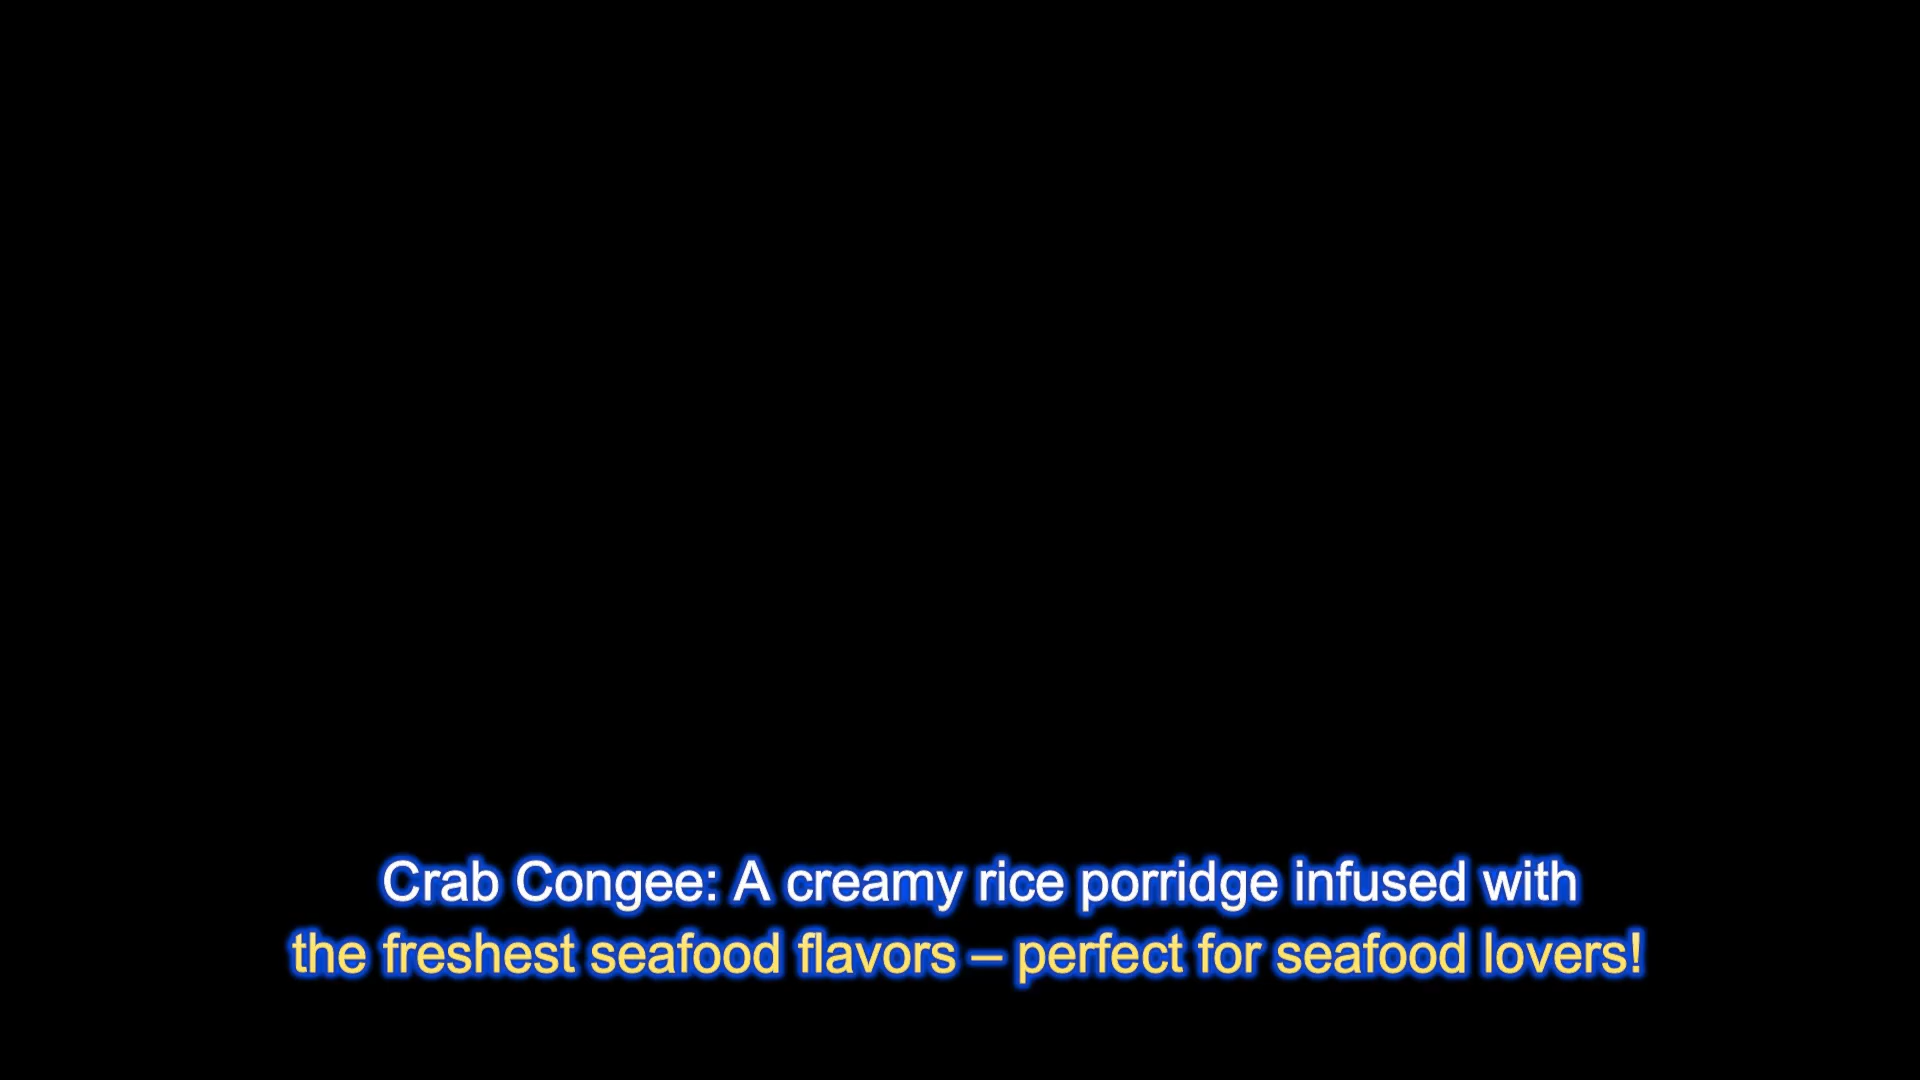 Crab Congee: A creamy rice porridge infused with
the freshest seafood flavors – perfect for seafood lovers!